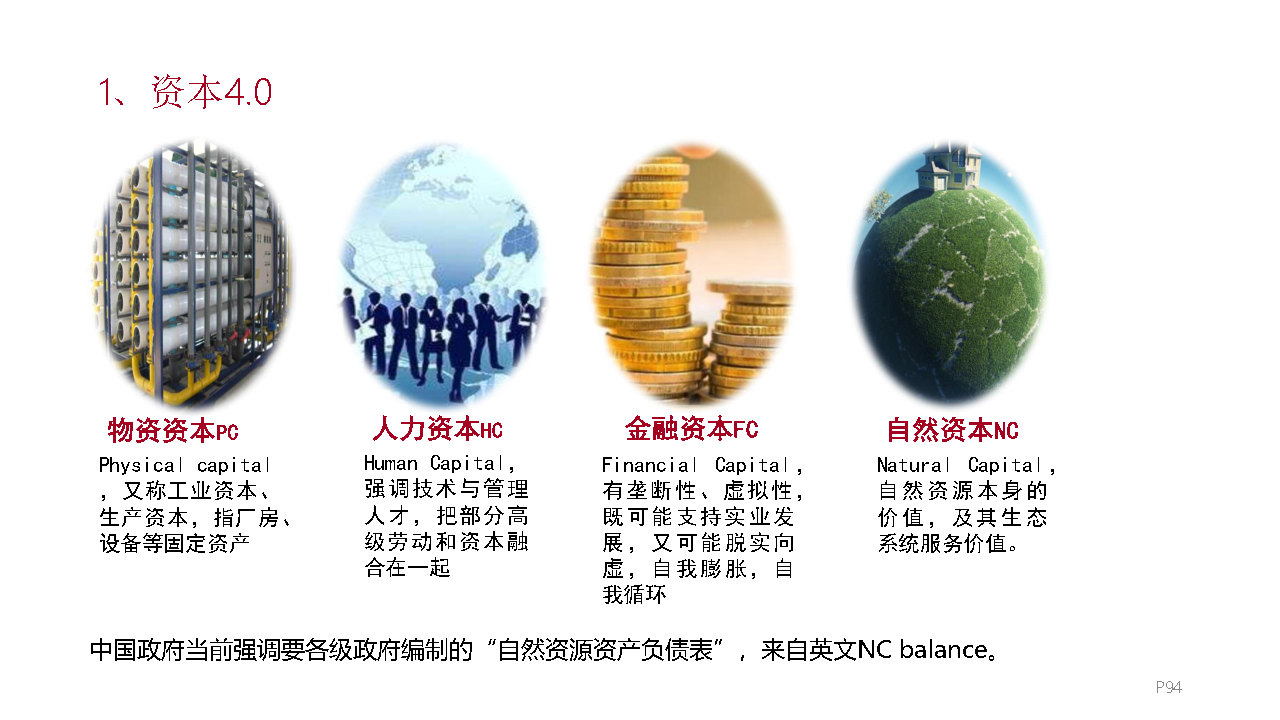 1、资本4.0
物资资本PC
Physical capital
，又称工业资本、
生产资本，指厂房、
设备等固定资产
人力资本HC
Human Capital，
强调技术与管理
人才，把部分高
级劳动和资本融
合在一起
金融资本FC
Financial Capital，
有垄断性、虚拟性，
既可能支持实业发
展，又可能脱实向
虚，自我膨胀，自
我循环
自然资本NC
Natural Capital，
自然资源本身的
价值，及其生态
系统服务价值。
中国政府当前强调要各级政府编制的“自然资源资产负债表”，来自英文NC balance。
P94